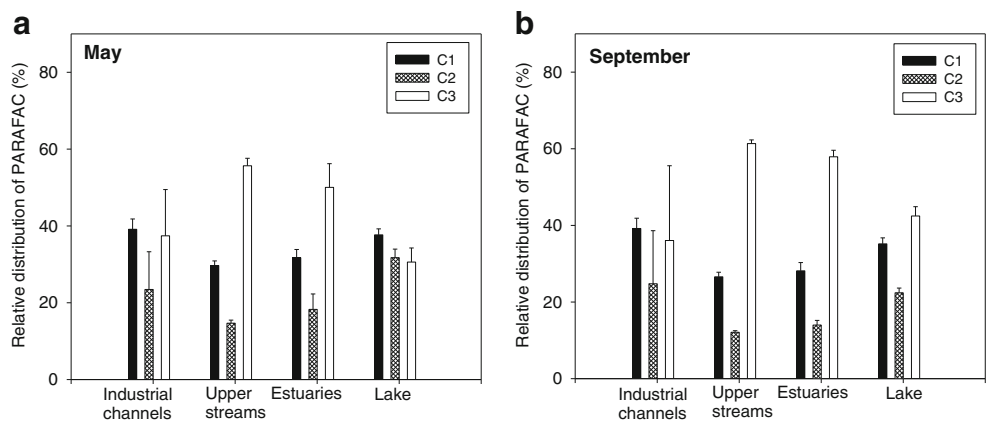 a
May
C1
C2
C3
Relative distribution of PARAFAC (%)
80
60
40
20
0
Industrial channels
Upper streams
Estuaries
Lake
b
September
C1
C2
C3
Relative distribution of PARAFAC (%)
80
60
40
20
0
Industrial channels
Upper streams
Estuaries
Lake